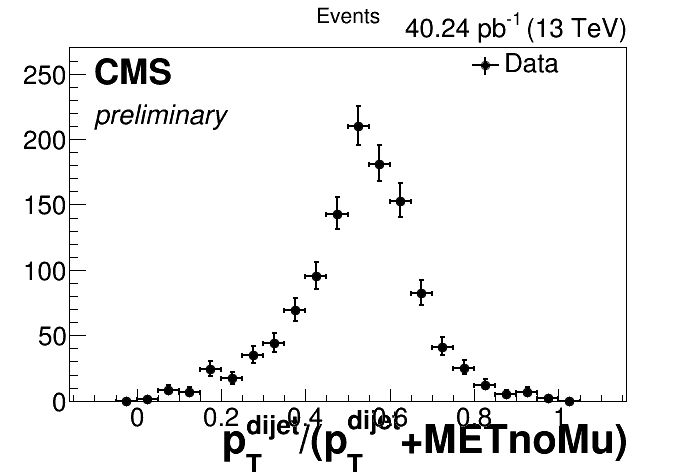 Events
40.24 pb-1 (13 TeV)
CMS
preliminary
Data
250
200
150
100
50
0
0 0.2 0.4 0.6 0.8 1
pTdijet/(pTdijet+METnoMu)